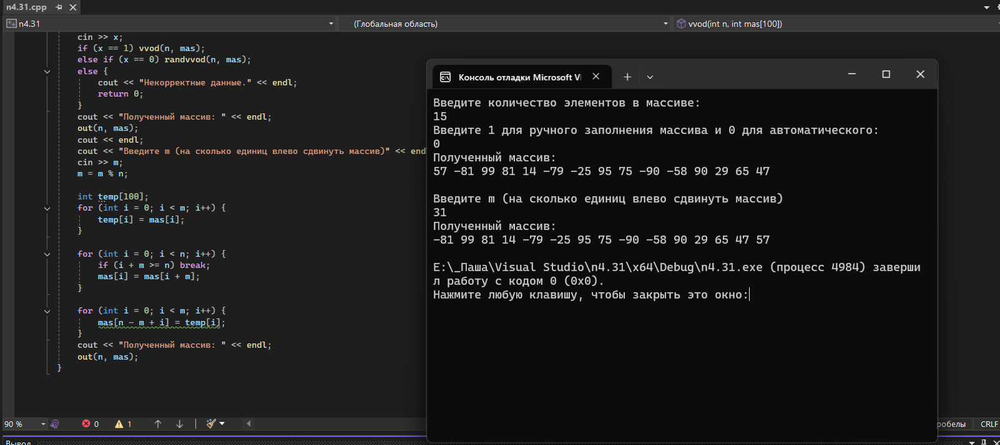 n4.31.cpp
n4.31
(Глобальная область)
vvod(int n, int mas[100])
cin >> x;
if (x == 1) vvod(n, mas);
else if (x == 0) randvvod(n, mas);
else {
cout << "Некорректные данные." << endl;
return 0;
}
cout << "Полученный массив: " << endl;
out(n, mas);
cout << endl;
cout << "Введите m (на сколько единиц влево сдвинуть массив)" << end
cin >> m;
m = m % n;
int temp[100];
for (int i = 0; i < m; i++) {
temp[i] = mas[i];
}
for (int i = 0; i < n; i++) {
if (i + m >= n) break;
mas[i] = mas[i + m];
}
for (int i = 0; i < m; i++) {
mas[n - m + i] = temp[i];
}
cout << "Полученный массив: " << endl;
out(n, mas);
}
Консоль отладки Microsoft Vi
Введите количество элементов в массиве:
15
Введите 1 для ручного заполнения массива и 0 для автоматического:
0
Полученный массив:
57 -81 99 81 14 -79 -25 95 75 -90 -58 90 29 65 47
Введите m (на сколько единиц влево сдвинуть массив)
31
Полученный массив:
-81 99 81 14 -79 -25 95 75 -90 -58 90 29 65 47 57
E:\_Паша\Visual Studio\n4.31\x64\Debug\n4.31.exe (процесс 4984) заверши
л работу с кодом 0 (0x0).
Нажмите любую клавишу, чтобы закрыть это окно:
90 %
0
1
робелы
CRLF
Вывод